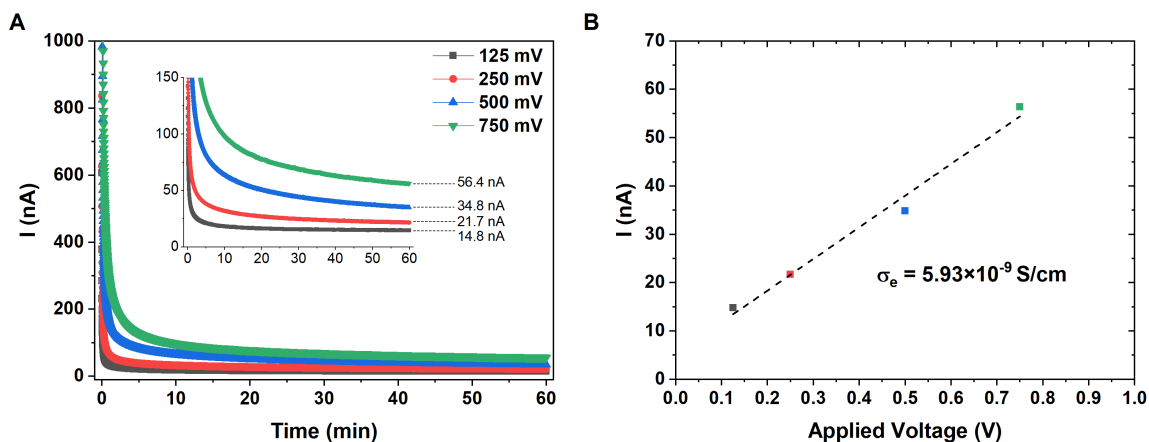 A
I (nA)
1000
800
600
400
200
0
0 10 20 30 40 50 60
Time (min)
125 mV
250 mV
500 mV
750 mV
150
100
50
0
0 10 20 30 40 50 60
56.4 nA
34.8 nA
21.7 nA
14.8 nA
B
I (nA)
70
60
50
40
30
20
10
0
0.0 0.1 0.2 0.3 0.4 0.5 0.6 0.7 0.8 0.9 1.0
Applied Voltage (V)
σe = 5.93×10-9 S/cm